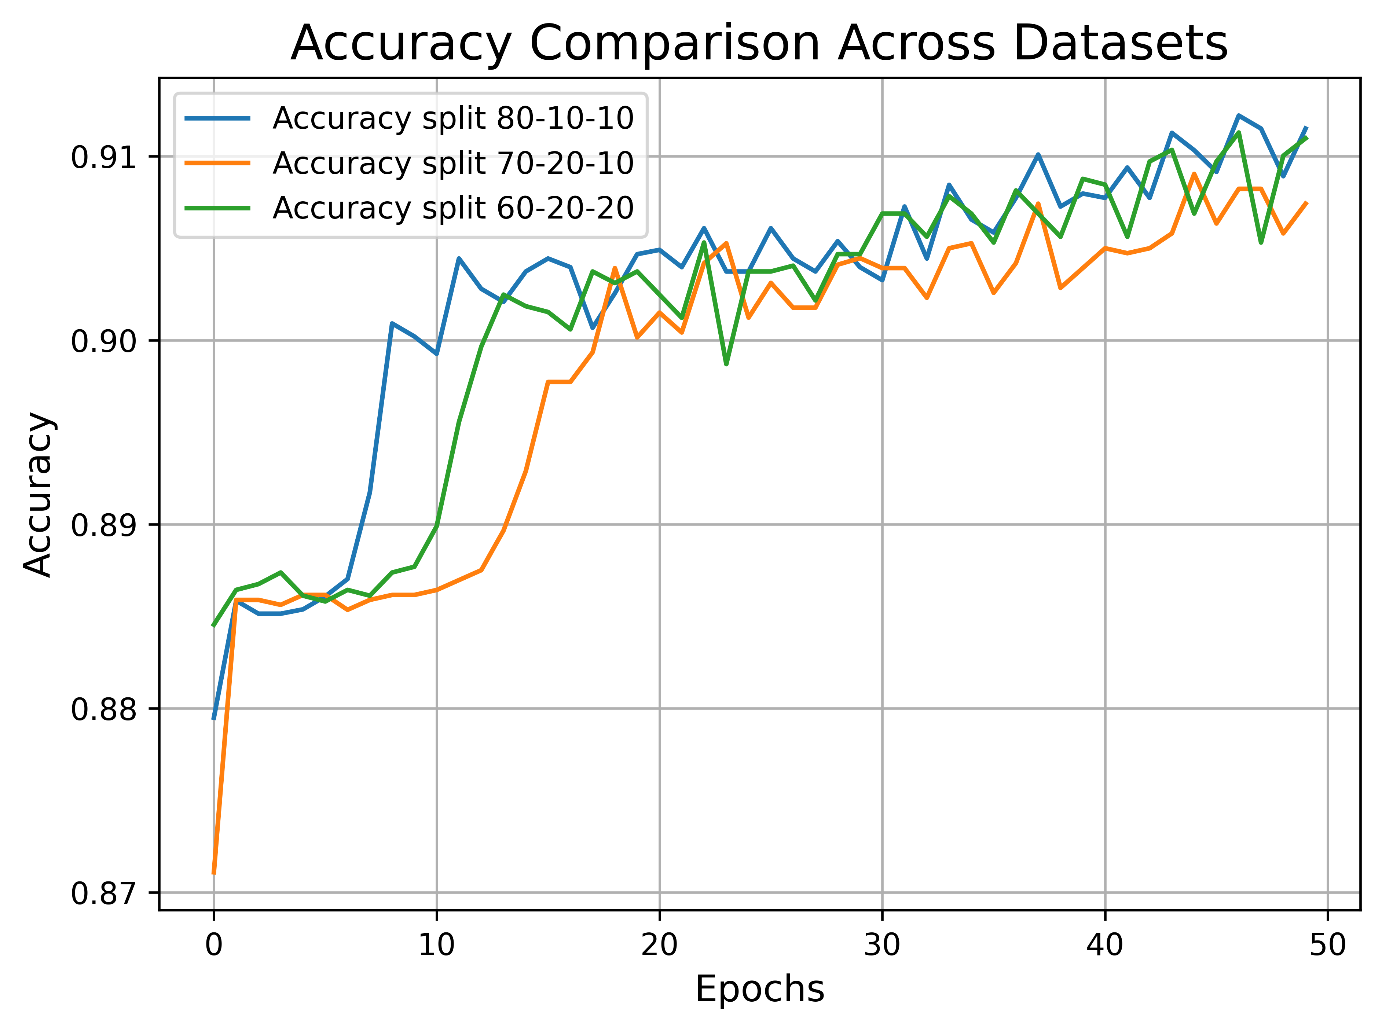 Accuracy Comparison Across Datasets
Accuracy split 80-10-10
Accuracy split 70-20-10
Accuracy split 60-20-20
0.91
0.90
0.89
0.88
0.87
Accuracy
0 10 20 30 40 50
Epochs